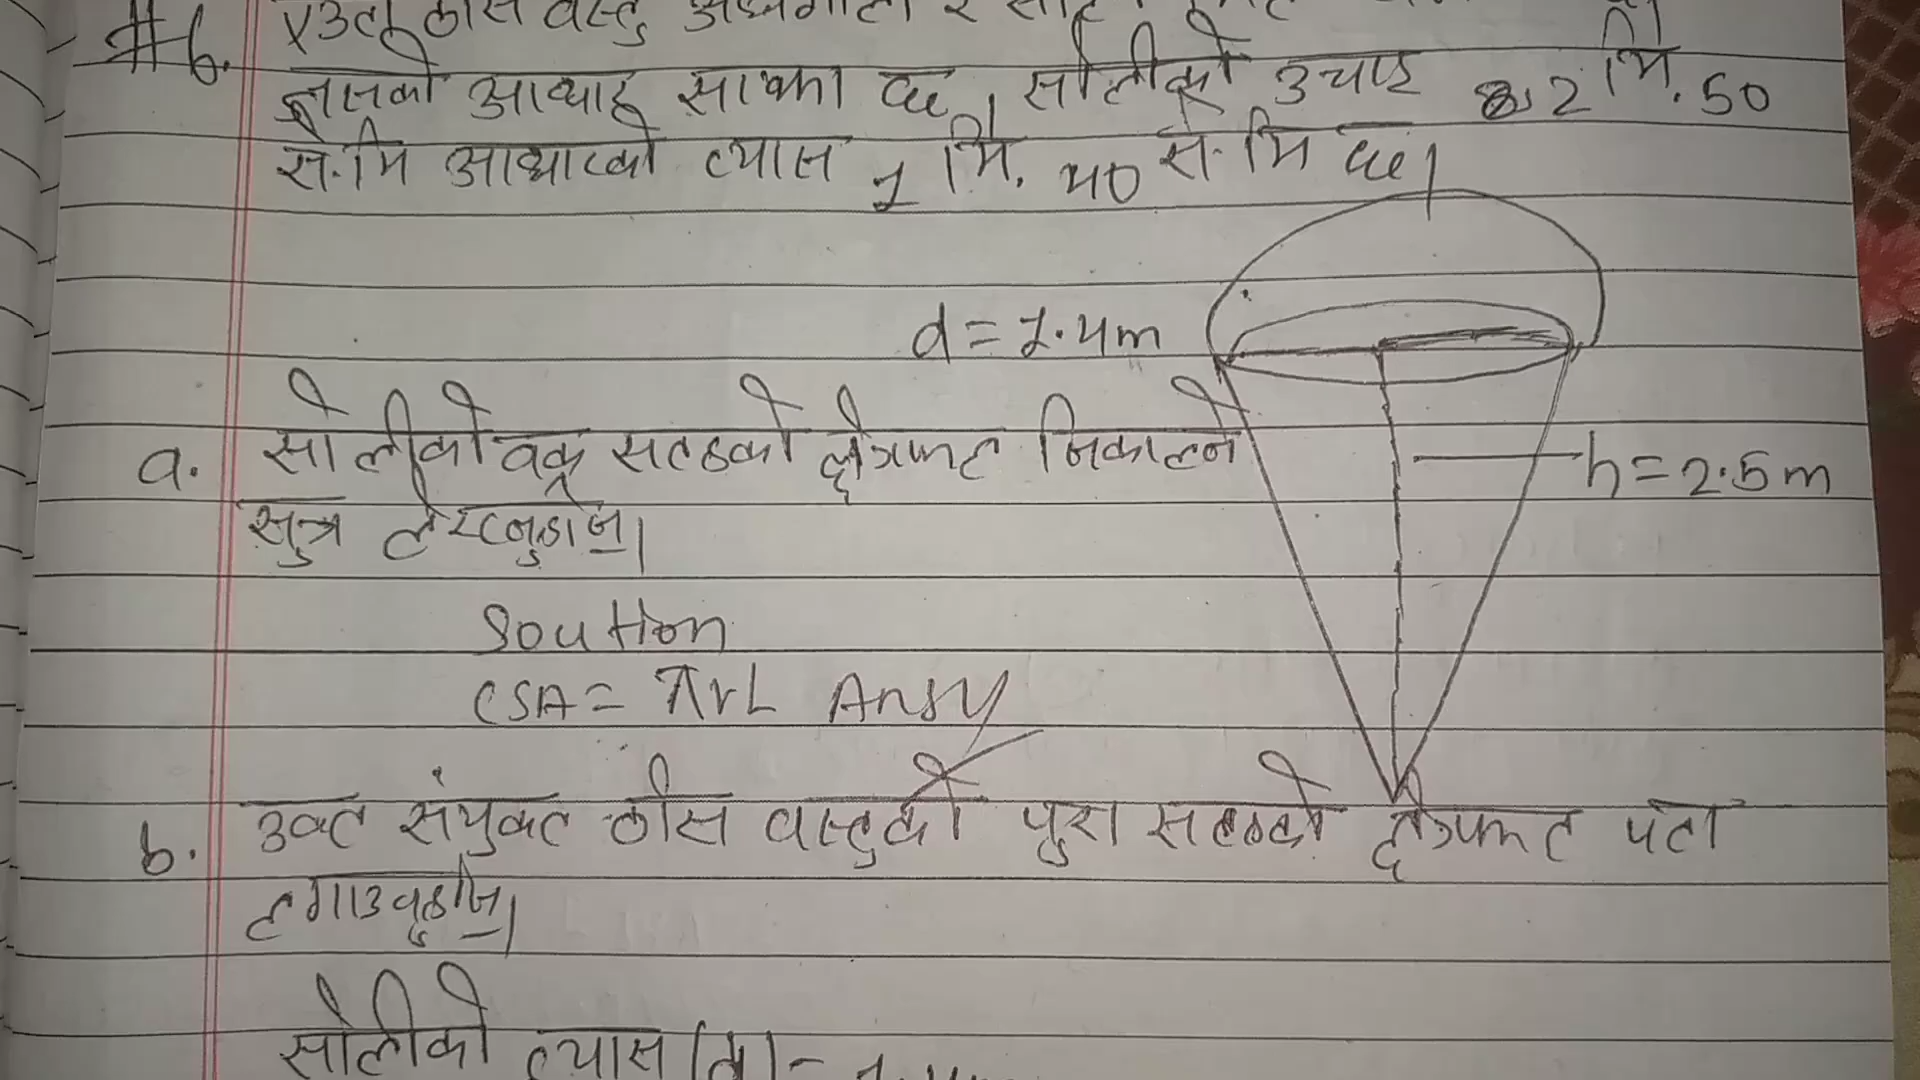 #6. एउटा ठोस वस्तु अर्धगोला र सोली
जसको आधार साझा छ, सोलीको उचाइ 2 मि. 50
से.मि आधारको व्यास 1 मि. 40 से.मि छ।
d = 1.4m
a. सोलीको वक्र सतहको क्षेत्रफल निकाल्ने
h = 2.5m
सुत्र लेख्नुहोस्।
Soution
CSA = πrL Ans
b. उक्त संयुक्त ठोस वस्तुको पुरा सतहको क्षेत्रफल पत्ता
लगाउनुहोस्।
सोलीको व्यास (d) =